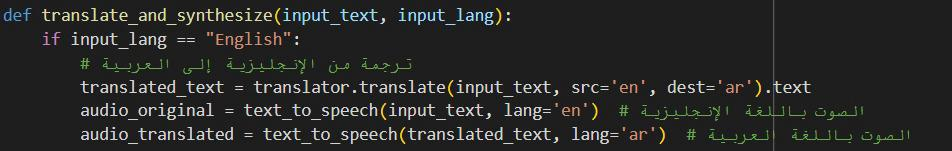 def translate_and_synthesize(input_text, input_lang):
    if input_lang == "English":
        # ترجمة من الإنجليزية إلى العربية
        translated_text = translator.translate(input_text, src='en', dest='ar').text
        audio_original = text_to_speech(input_text, lang='en')  # الصوت باللغة الإنجليزية
        audio_translated = text_to_speech(translated_text, lang='ar')  # الصوت باللغة العربية